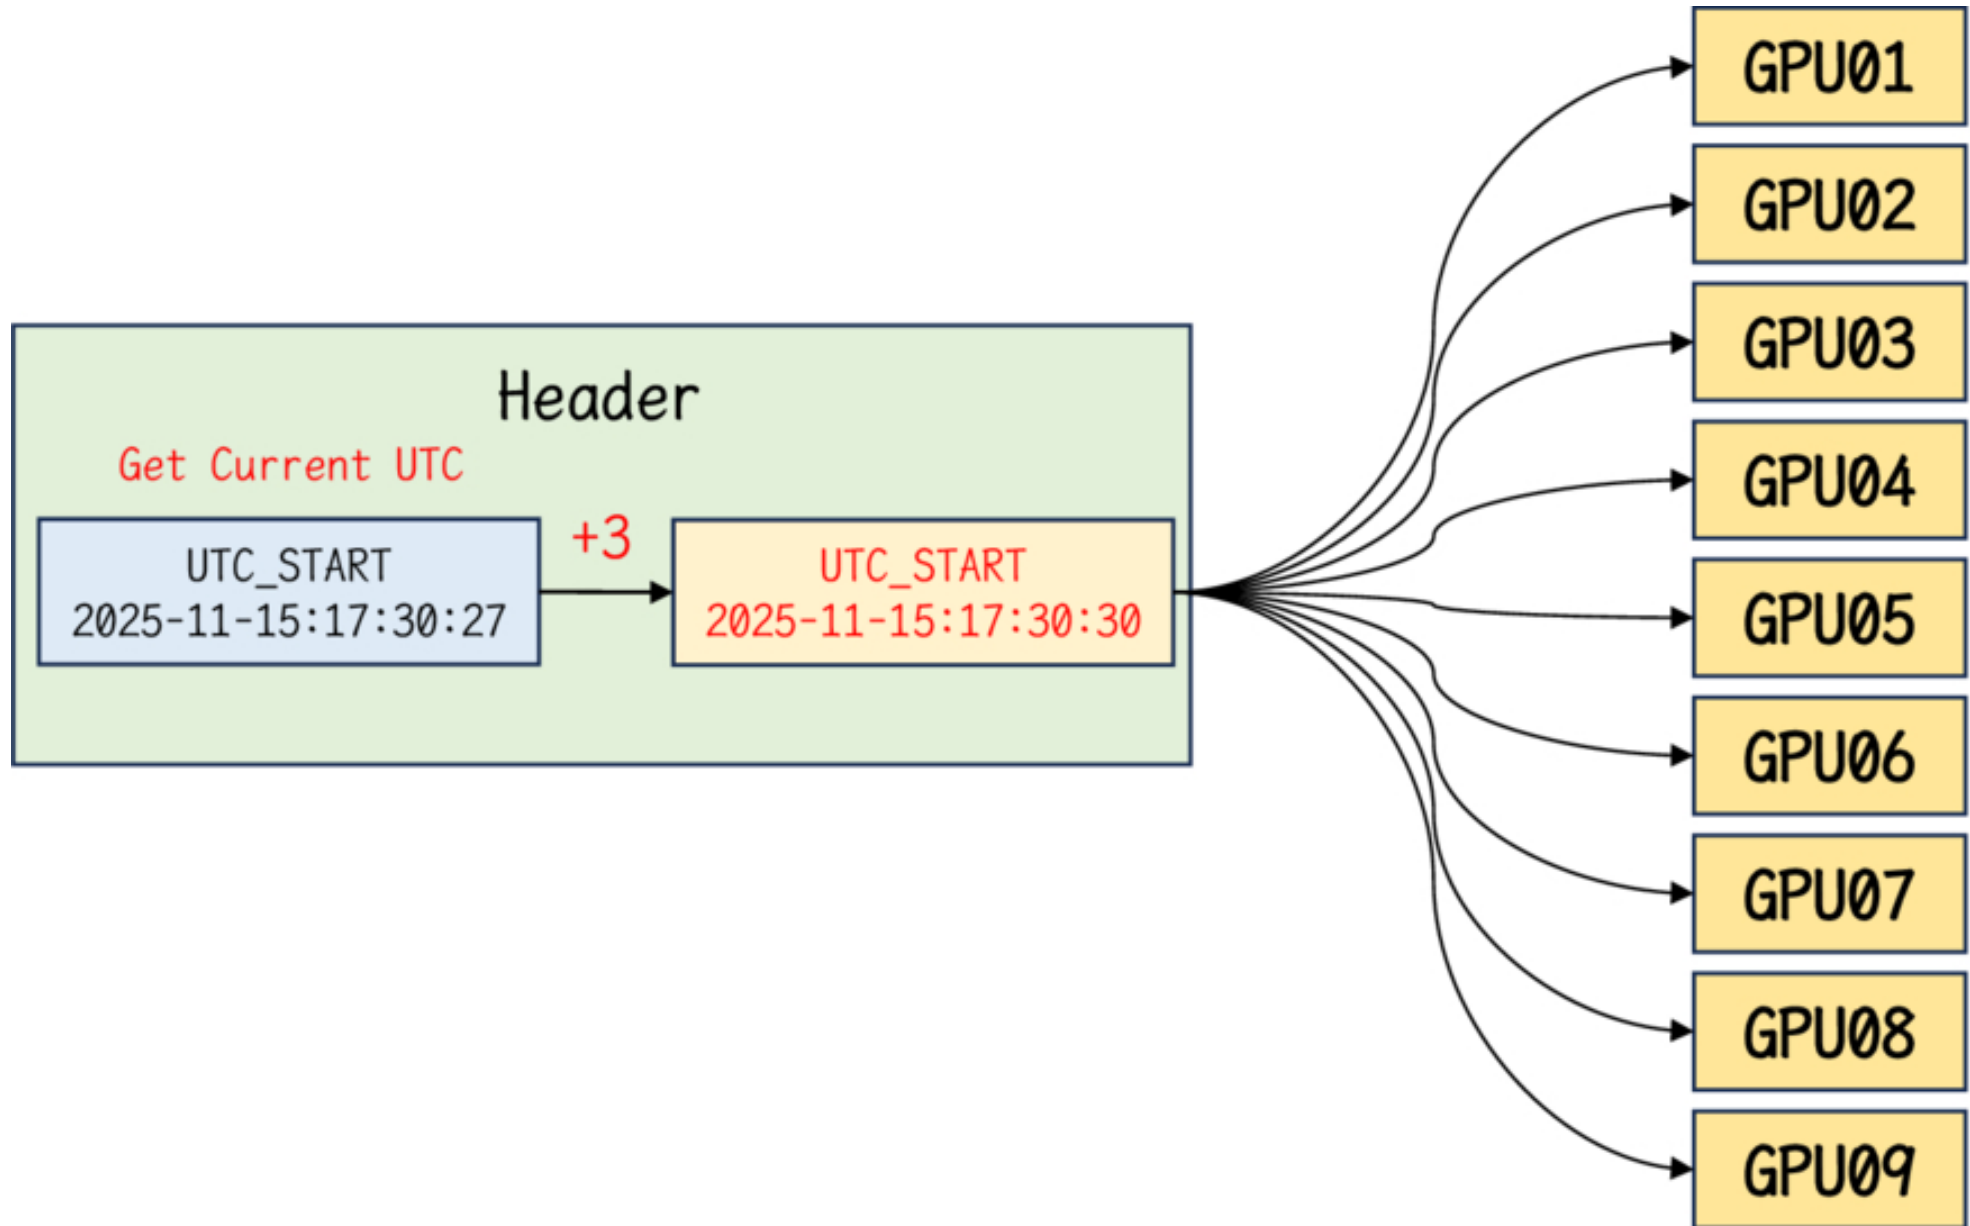 Header
Get Current UTC
UTC_START
2025-11-15:17:30:27
+3
UTC_START
2025-11-15:17:30:30
GPU01
GPU02
GPU03
GPU04
GPU05
GPU06
GPU07
GPU08
GPU09